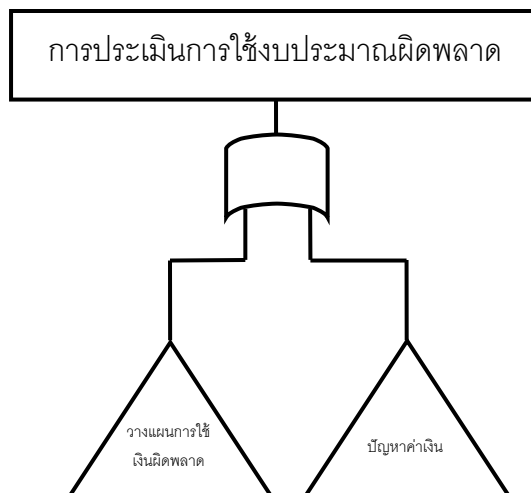 การประเมินการใช้งบประมาณผิดพลาด
วางแผนการใช้
เงินผิดพลาด
ปัญหาค่าเงิน